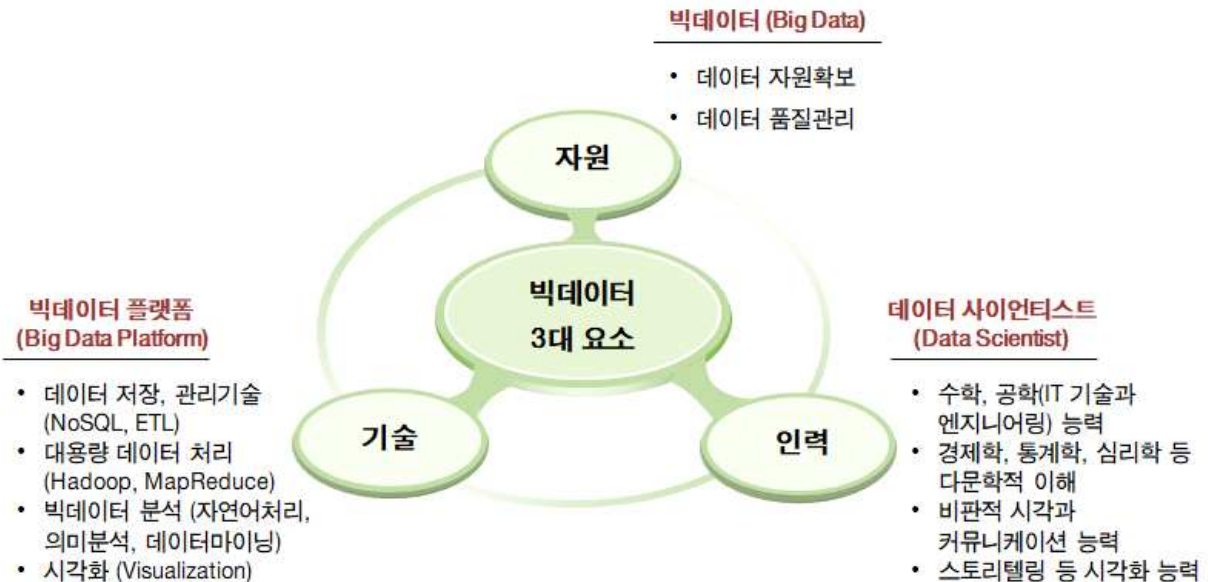 빅데이터 (Big Data)
• 데이터 자원확보
• 데이터 품질관리
자원
빅데이터
3대 요소
빅데이터 플랫폼
(Big Data Platform)
• 데이터 저장, 관리기술
(NoSQL, ETL)
• 대용량 데이터 처리
(Hadoop, MapReduce)
• 빅데이터 분석 (자연어처리,
의미분석, 데이터마이닝)
• 시각화 (Visualization)
기술
인력
데이터 사이언티스트
(Data Scientist)
• 수학, 공학(IT 기술과
엔지니어링) 능력
• 경제학, 통계학, 심리학 등
다문학적 이해
• 비판적 시각과
커뮤니케이션 능력
• 스토리텔링 등 시각화 능력